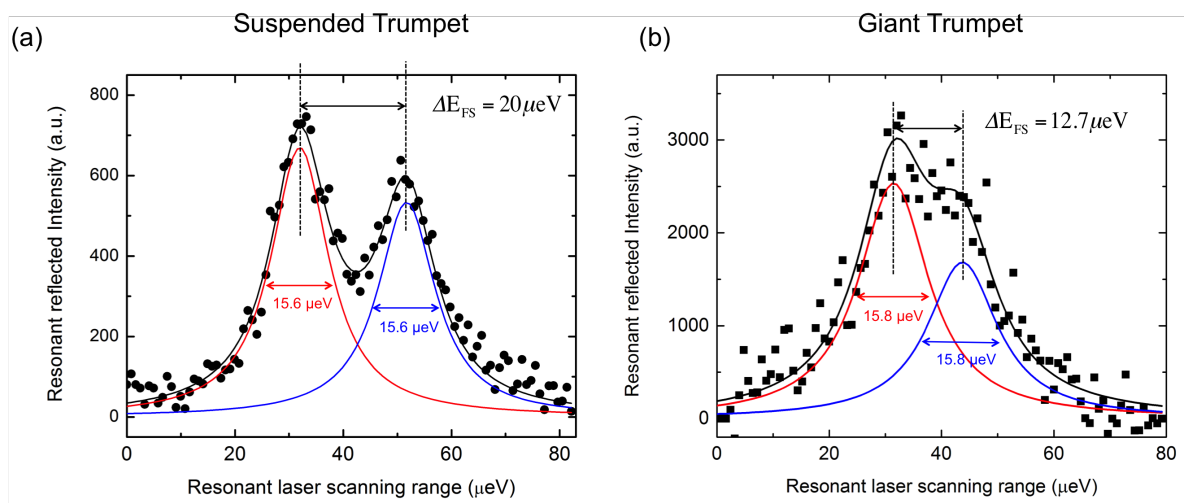 Suspended Trumpet
Giant Trumpet
(a)
(b)
Resonant reflected Intensity (a.u.)
800
600
400
200
0
ΔE_FS = 20μeV
15.6 μeV
15.6 μeV
0 20 40 60 80
Resonant laser scanning range (μeV)
Resonant reflected Intensity (a.u.)
3000
2000
1000
0
ΔE_FS = 12.7μeV
15.8 μeV
15.8 μeV
0 20 40 60 80
Resonant laser scanning range (μeV)